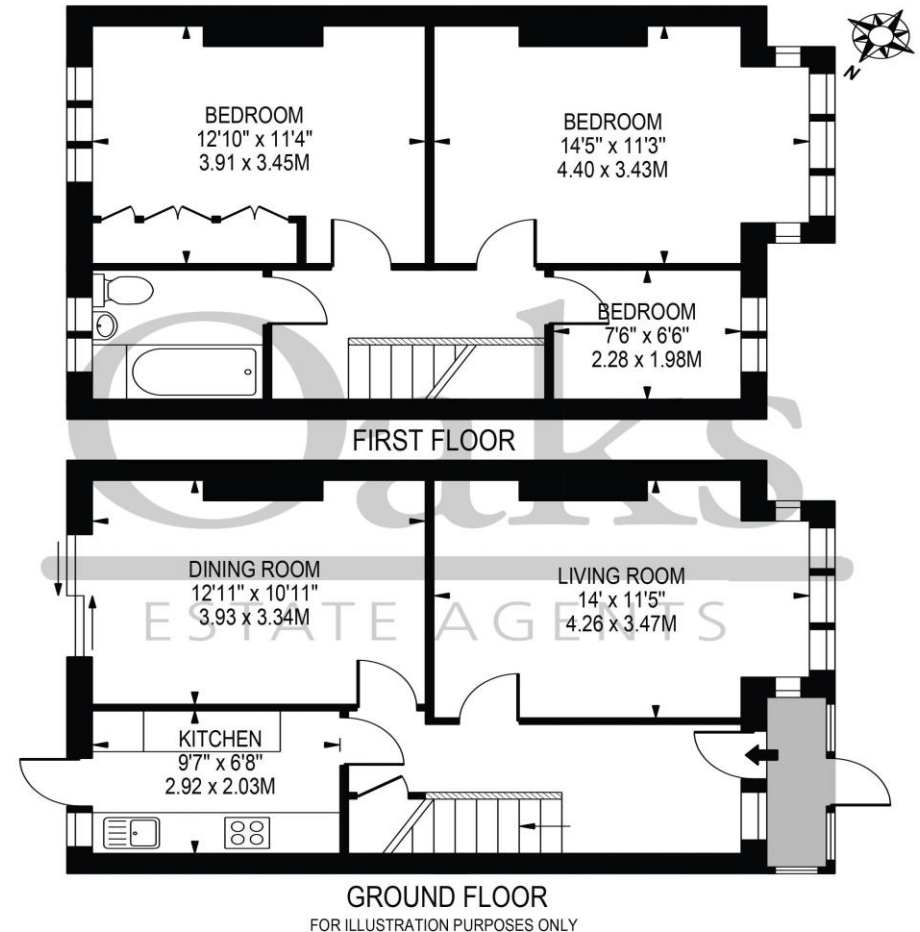 N
BEDROOM
12'10" x 11'4"
3.91 x 3.45M
BEDROOM
14'5" x 11'3"
4.40 x 3.43M
BEDROOM
7'6" x 6'6"
2.28 x 1.98M
FIRST FLOOR
Oaks
ESTATE AGENTS
DINING ROOM
12'11" x 10'11"
3.93 x 3.34M
LIVING ROOM
14' x 11'5"
4.26 x 3.47M
KITCHEN
9'7" x 6'8"
2.92 x 2.03M
GROUND FLOOR
FOR ILLUSTRATION PURPOSES ONLY